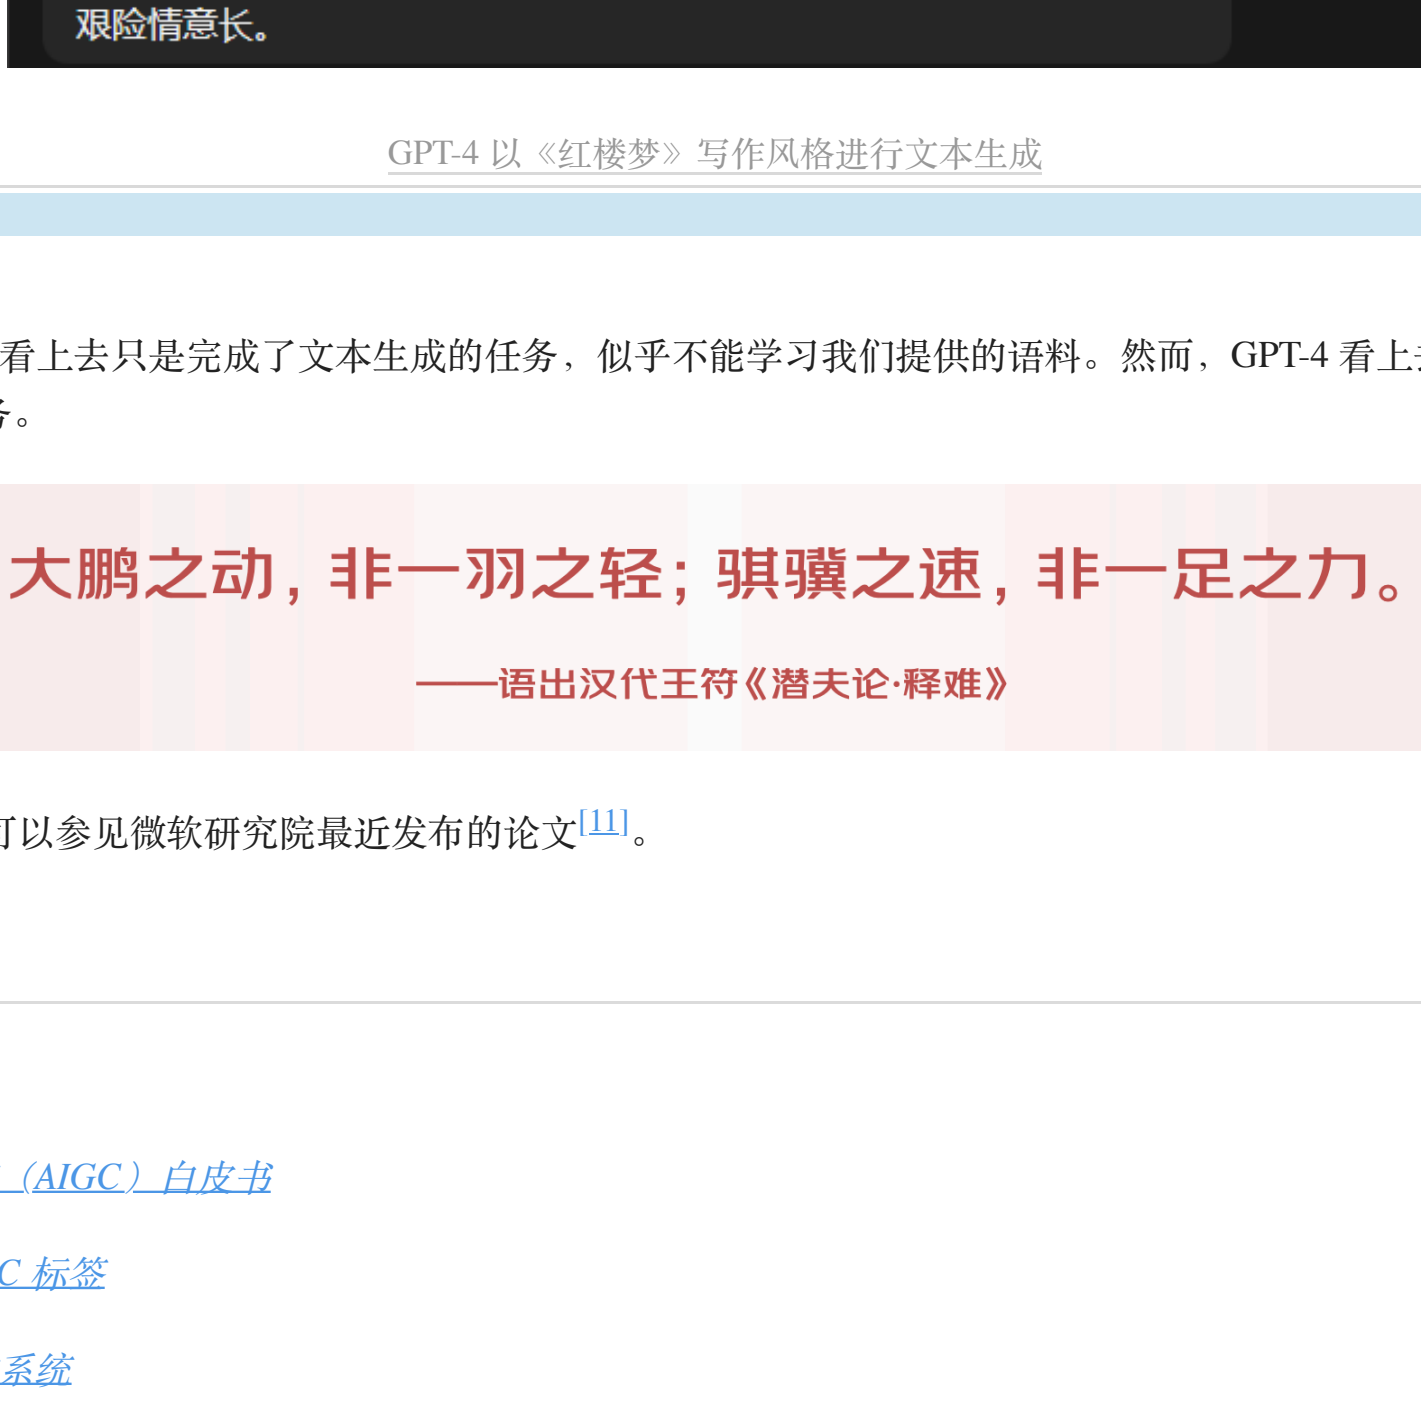 艰险情意长。
GPT-4 以《红楼梦》写作风格进行文本生成
看上去只是完成了文本生成的任务，似乎不能学习我们提供的语料。然而，GPT-4 看上
。
大鹏之动，非一羽之轻；骐骥之速，非一足之力。
——语出汉代王符《潜夫论·释难》
可以参见微软研究院最近发布的论文[11]。
（AIGC）白皮书
C 标签
系统